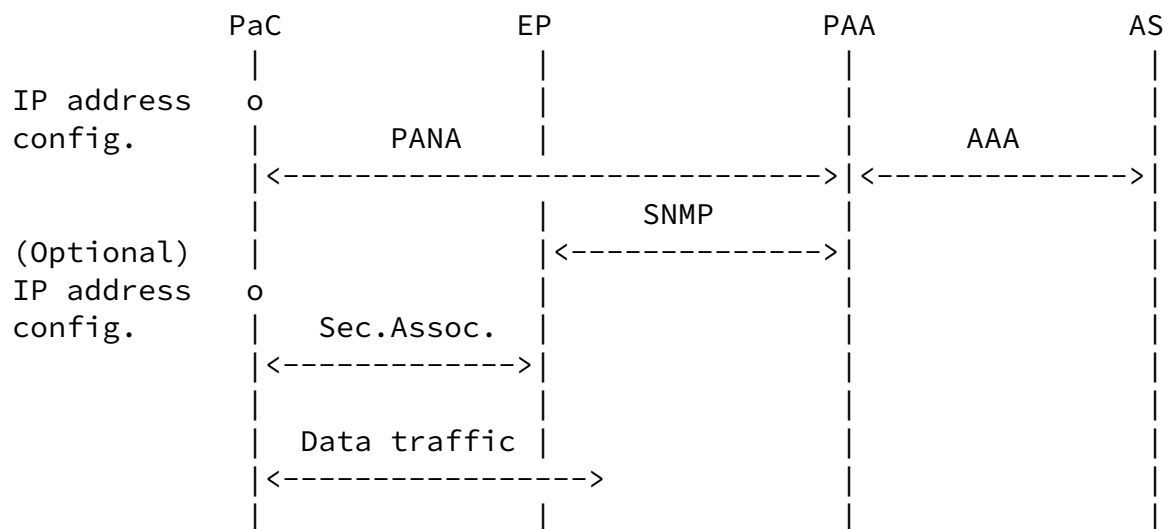 PaC EP PAA AS
IP address
config. PANA AAA
SNMP
(Optional)
IP address
config. Sec.Assoc.
Data traffic